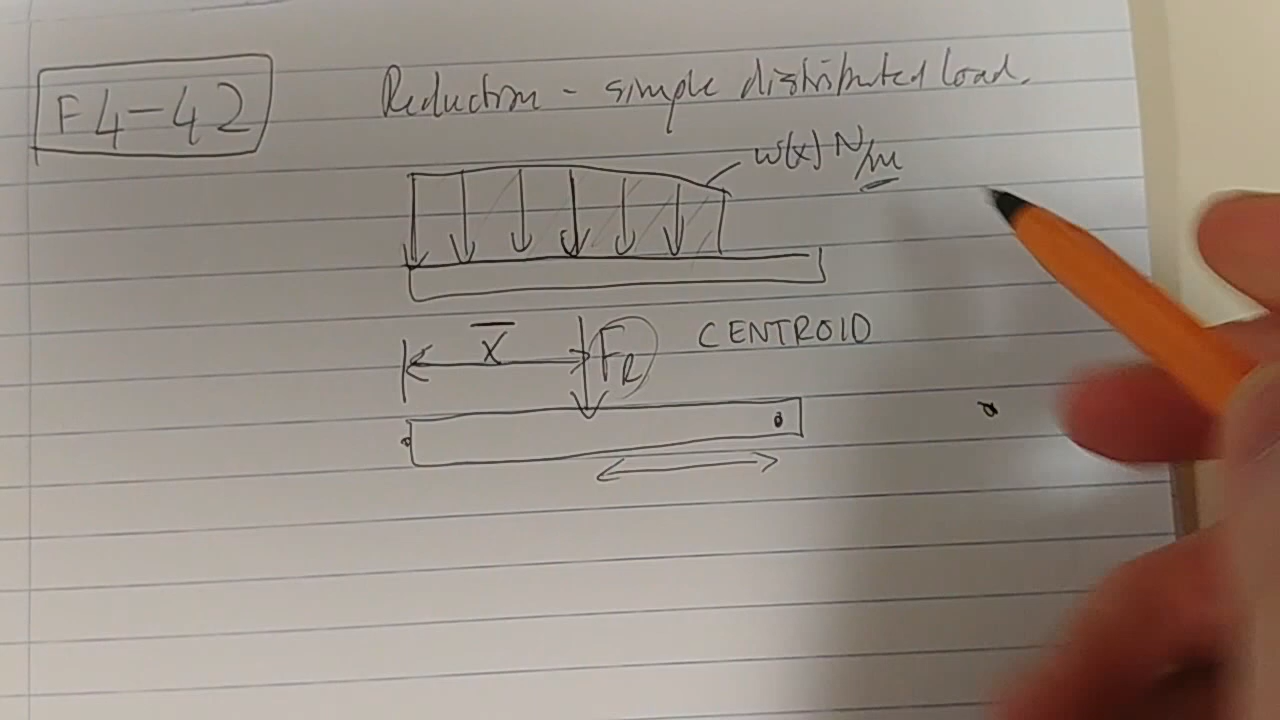 F4-42
Reduction - simple distributed load.
w(x) N/m
x̅
FR
CENTROID